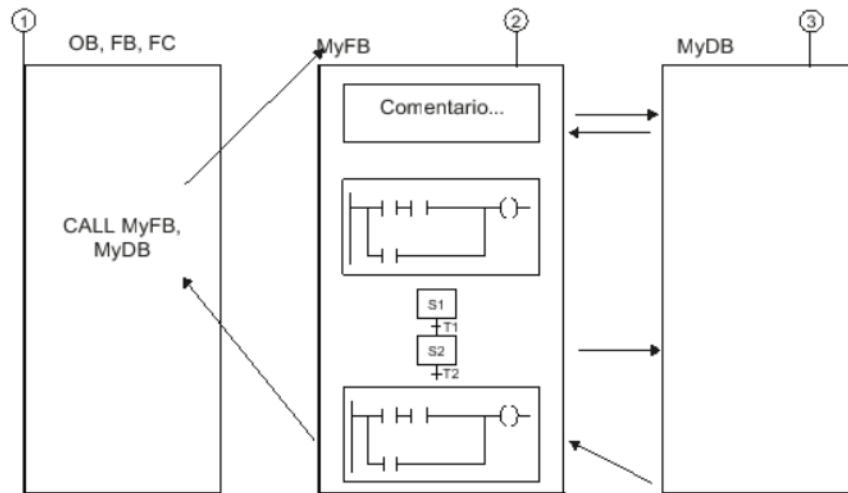 1
OB, FB, FC
CALL MyFB,
MyDB
2
MyFB
Comentario...
S1
T1
S2
T2
3
MyDB